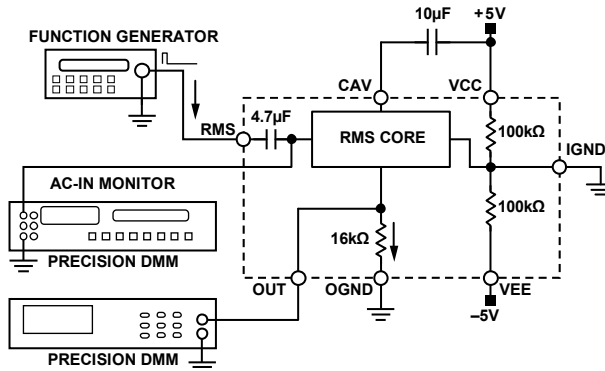 FUNCTION GENERATOR
10µF
+5V
CAV
VCC
4.7µF
RMS
RMS CORE
100kΩ
IGND
AC-IN MONITOR
100kΩ
16kΩ
PRECISION DMM
OUT
OGND
VEE
–5V
PRECISION DMM